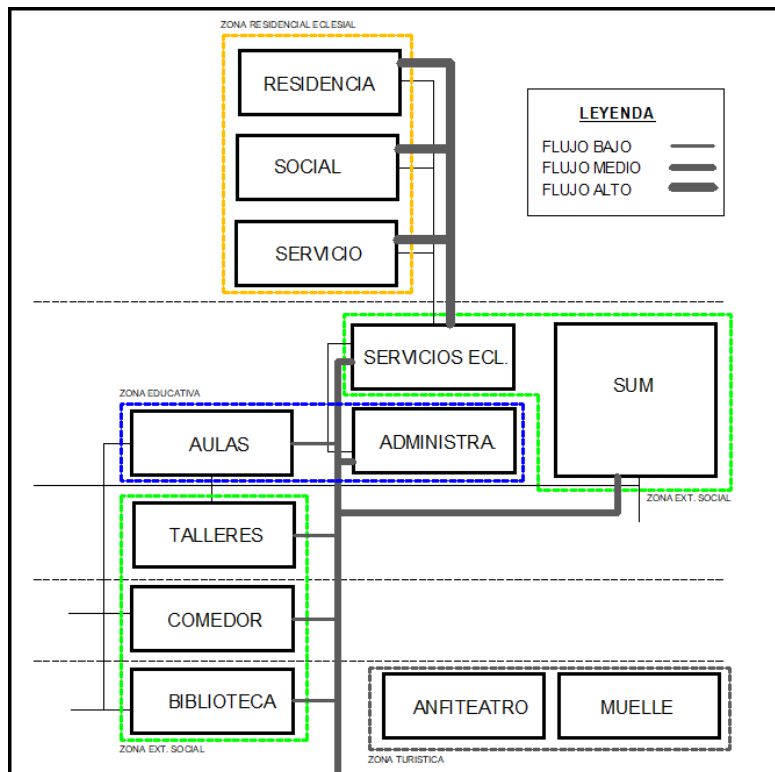 ZONA RESIDENCIAL ECLESIAL
RESIDENCIA
SOCIAL
SERVICIO
LEYENDA
FLUJO BAJO
FLUJO MEDIO
FLUJO ALTO
SERVICIOS ECL.
SUM
ZONA EDUCATIVA
AULAS
ADMINISTRA.
ZONA EXT. SOCIAL
TALLERES
COMEDOR
BIBLIOTECA
ZONA EXT. SOCIAL
ANFITEATRO
MUELLE
ZONA TURISTICA